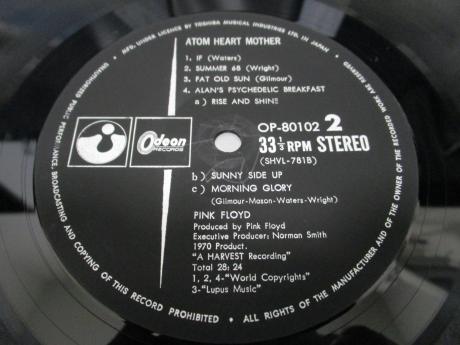 MFG. UNDER LICENCE BY TOSHIBA MUSICAL INDUSTRIES LTD. IN JAPAN
ATOM HEART MOTHER
1. IF (Waters)
2. SUMMER 68 (Wright)
3. FAT OLD SUN (Gilmour)
4. ALAN'S PSYCHEDELIC BREAKFAST
a) RISE AND SHINE
Odeon
RECORDS
OP-80102 2
33 1/3 RPM STEREO
(SHVL-781B)
b) SUNNY SIDE UP
c) MORNING GLORY
(Gilmour-Mason-Waters-Wright)
PINK FLOYD
Produced by Pink Floyd
Executive Producer: Norman Smith
1970 Product.
"A HARVEST Recording"
Total 28: 24
1, 2, 4-"World Copyrights"
3-"Lupus Music"
ALL RIGHTS OF THE MANUFACTURER AND OF THE OWNER OF THE RECORDED WORK ARE RESERVED
UNAUTHORIZED PUBLIC PERFORMANCE, BROADCASTING AND COPYING OF THIS RECORD PROHIBITED